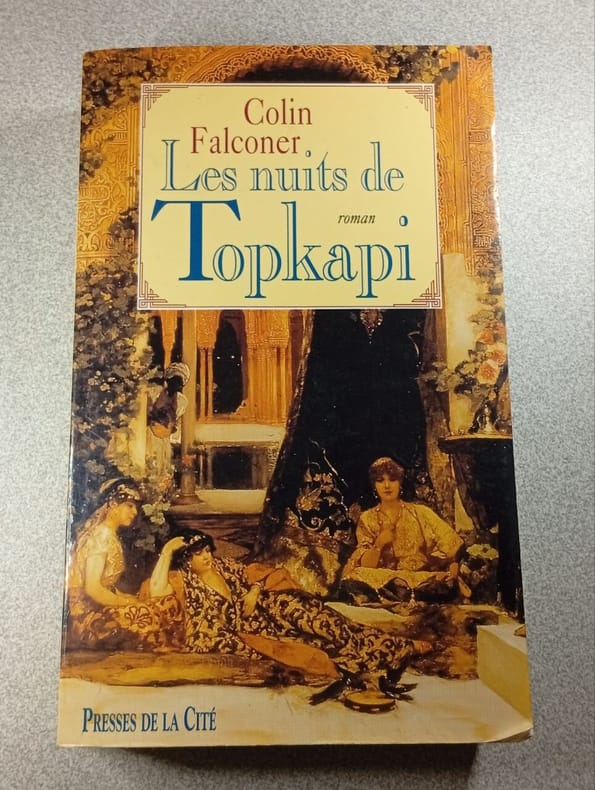 Colin
Falconer
Les nuits de
roman
Topkapi
PRESSES DE LA CITÉ